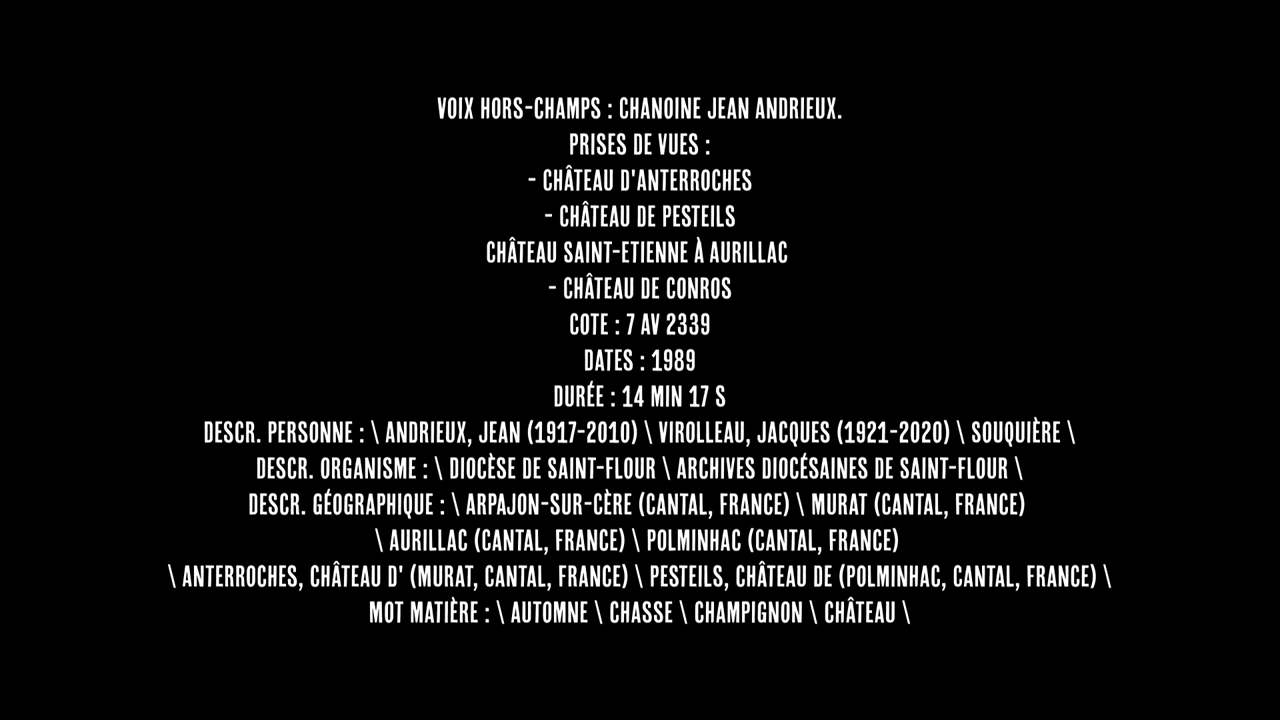 VOIX HORS-CHAMPS : CHANOINE JEAN ANDRIEUX.
PRISES DE VUES :
- CHÂTEAU D'ANTERROCHES
- CHÂTEAU DE PESTEILS
CHÂTEAU SAINT-ETIENNE À AURILLAC
- CHÂTEAU DE CONROS
COTE : 7 AV 2339
DATES : 1989
DURÉE : 14 MIN 17 S
DESCR. PERSONNE : \ ANDRIEUX, JEAN (1917-2010) \ VIROLLEAU, JACQUES (1921-2020) \ SOUQUIÈRE \
DESCR. ORGANISME : \ DIOCÈSE DE SAINT-FLOUR \ ARCHIVES DIOCÉSAINES DE SAINT-FLOUR \
DESCR. GÉOGRAPHIQUE : \ ARPAJON-SUR-CÈRE (CANTAL, FRANCE) \ MURAT (CANTAL, FRANCE)
\ AURILLAC (CANTAL, FRANCE) \ POLMINHAC (CANTAL, FRANCE)
\ ANTERROCHES, CHÂTEAU D' (MURAT, CANTAL, FRANCE) \ PESTEILS, CHÂTEAU DE (POLMINHAC, CANTAL, FRANCE) \
MOT MATIÈRE : \ AUTOMNE \ CHASSE \ CHAMPIGNON \ CHÂTEAU \